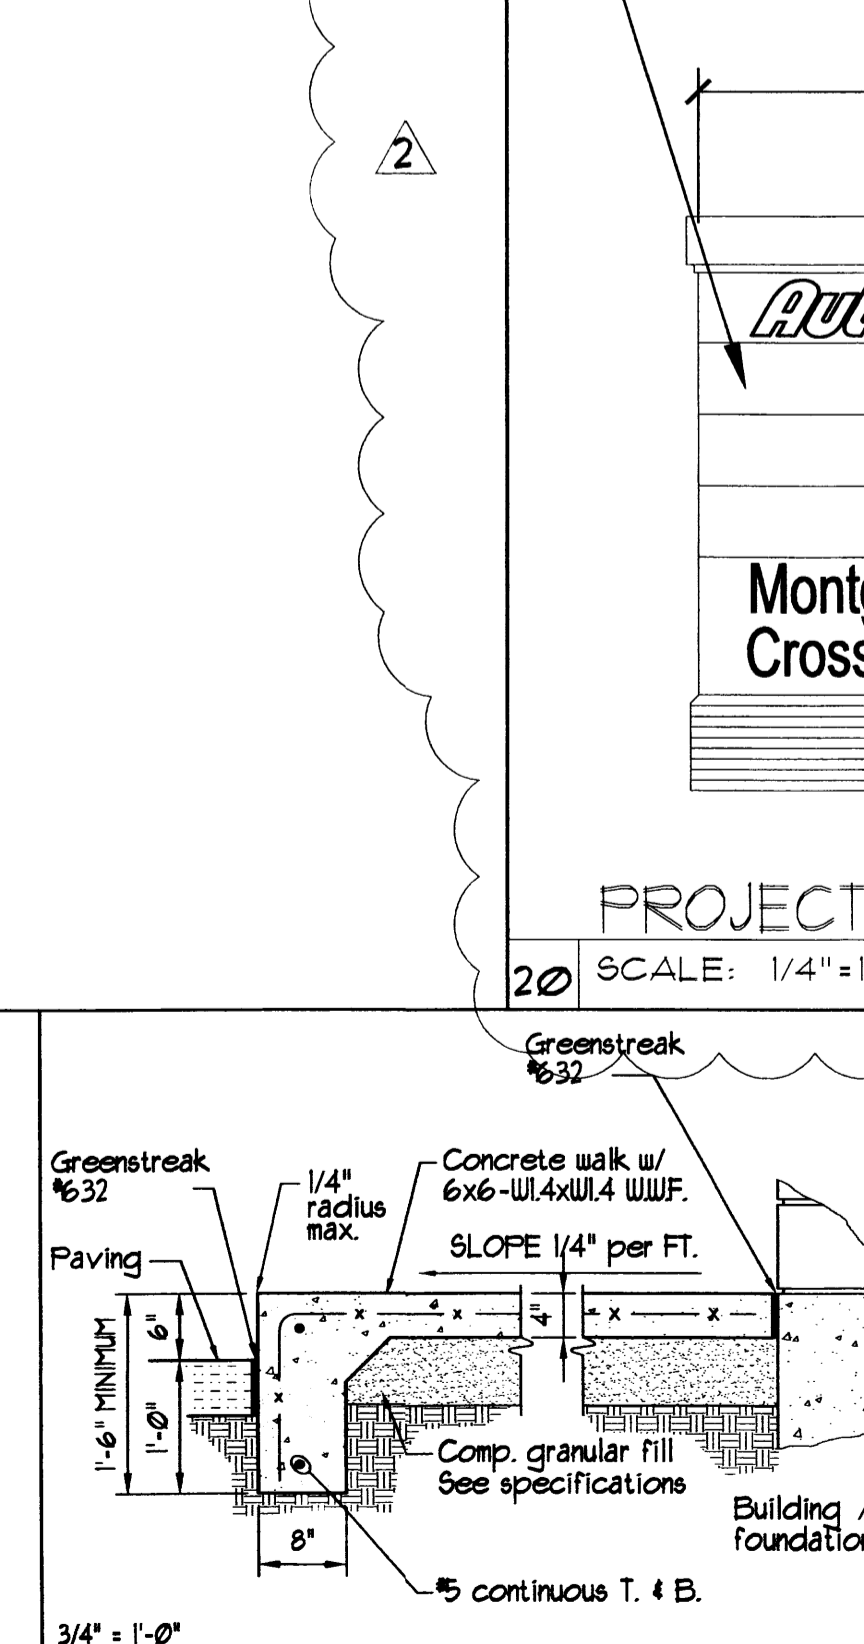 2
Aut
Mont
Cross
PROJECT
20 SCALE: 1/4" = 1
Greenstreak
#632
Greenstreak
#632
1/4"
radius
max.
Concrete walk w/
6x6-W1.4xW1.4 W.W.F.
Paving
SLOPE 1/4" per FT.
1'-6" MINIMUM
6"
1'-0"
4"
Comp. granular fill
See specifications
Building
foundation
8"
#5 continuous T. & B.
3/4" = 1'-0"